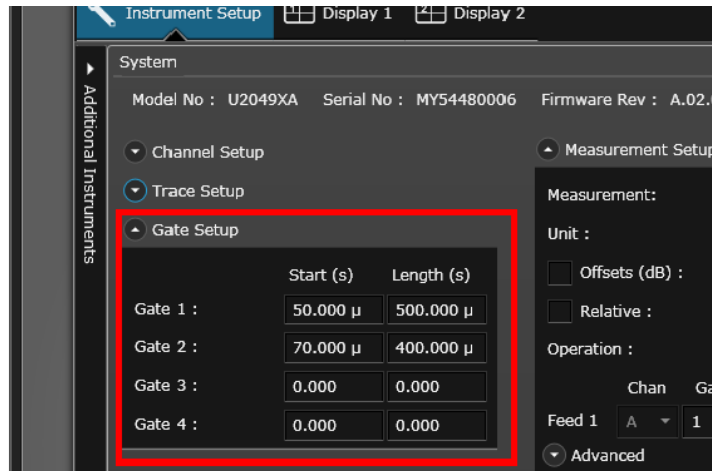 Instrument Setup
1 Display 1
2 Display 2
System
Model No : U2049XA Serial No : MY54480006 Firmware Rev : A.02.
Additional Instruments
Channel Setup
Trace Setup
Gate Setup
Start (s) Length (s)
Gate 1 : 50.000 μ 500.000 μ
Gate 2 : 70.000 μ 400.000 μ
Gate 3 : 0.000 0.000
Gate 4 : 0.000 0.000
Measurement Setup
Measurement:
Unit :
Offsets (dB) :
Relative :
Operation :
Chan Ga
Feed 1 A 1
Advanced